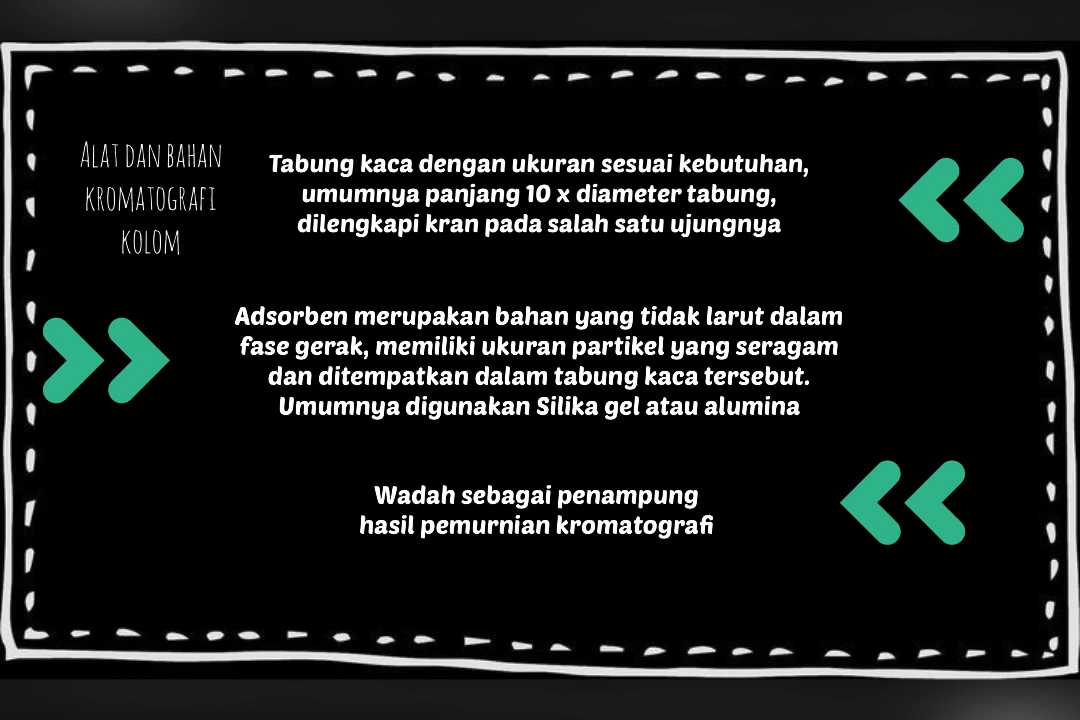 Alat dan bahan
kromatografi
kolom
Tabung kaca dengan ukuran sesuai kebutuhan,
umumnya panjang 10 x diameter tabung,
dilengkapi kran pada salah satu ujungnya
Adsorben merupakan bahan yang tidak larut dalam
fase gerak, memiliki ukuran partikel yang seragam
dan ditempatkan dalam tabung kaca tersebut.
Umumnya digunakan Silika gel atau alumina
Wadah sebagai penampung
hasil pemurnian kromatografi